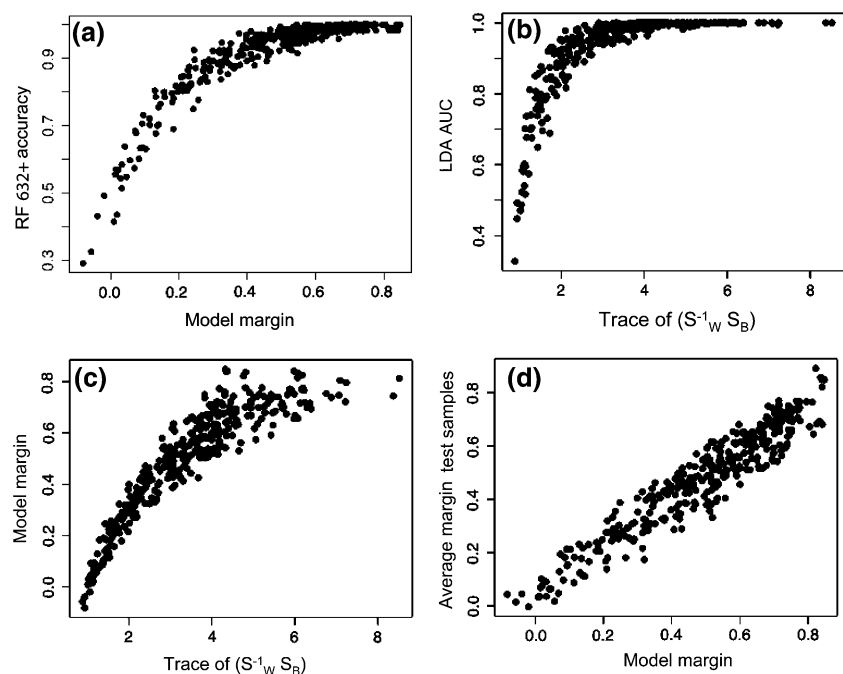 (a)
RF 632+ accuracy
0.3 0.5 0.7 0.9
0.0 0.2 0.4 0.6 0.8
Model margin
(b)
LDA AUC
0.4 0.6 0.8 1.0
2 4 6 8
Trace of (S⁻¹W SB)
(c)
Model margin
0.0 0.2 0.4 0.6 0.8
2 4 6 8
Trace of (S⁻¹W SB)
(d)
Average margin test samples
0.0 0.2 0.4 0.6 0.8
0.0 0.2 0.4 0.6 0.8
Model margin